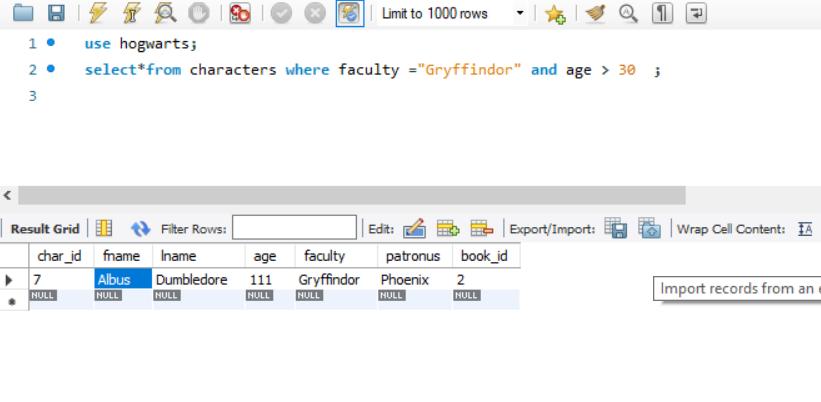 Limit to 1000 rows
1 use hogwarts;
2 select*from characters where faculty ="Gryffindor" and age > 30 ;
3
Result Grid Filter Rows: Edit: Export/Import: Wrap Cell Content: IA
char_id fname lname age faculty patronus book_id
7 Albus Dumbledore 111 Gryffindor Phoenix 2
NULL NULL NULL NULL NULL NULL NULL
Import records from an